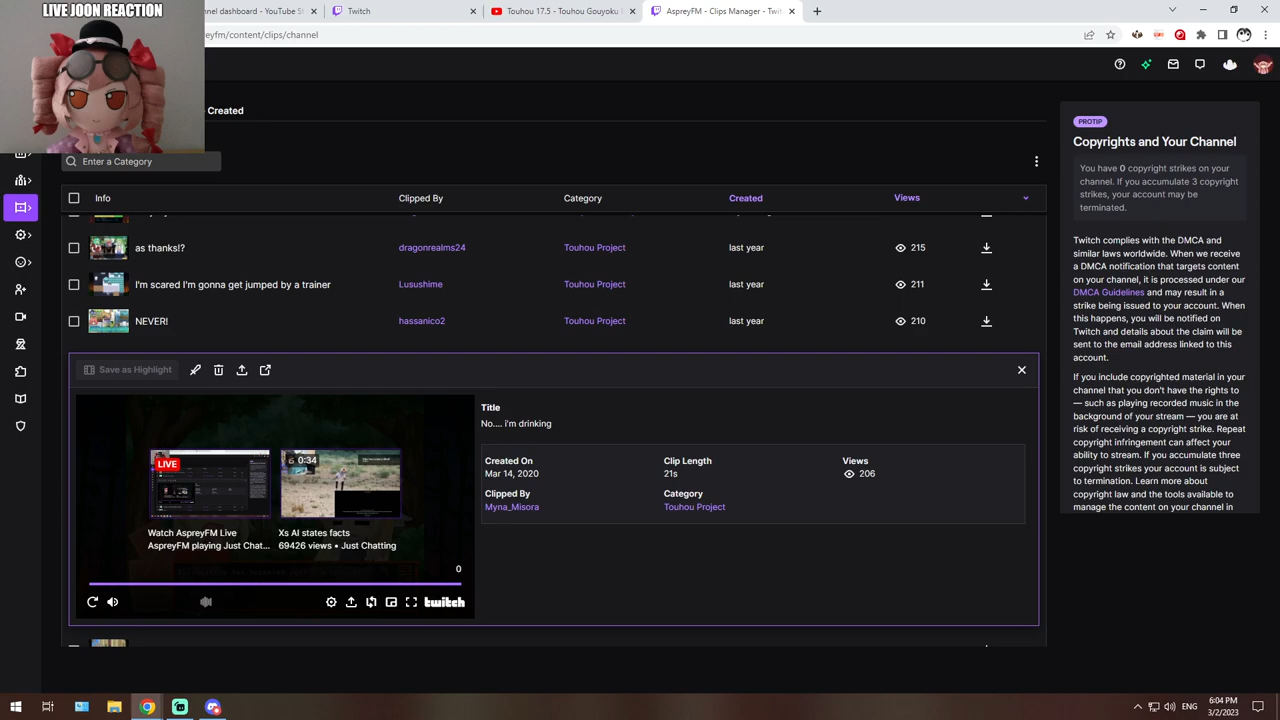 LIVE JOON REACTION
nnel dashboard - YouTube St
Twitch
Touhou 17.5 - Touhou Gouyoku
AspreyFM - Clips Manager - Twit
eyfm/content/clips/channel
Created
Enter a Category
Info
Clipped By
Category
Created
Views
as thanks!?
dragonrealms24
Touhou Project
last year
215
I'm scared I'm gonna get jumped by a trainer
Lusushime
Touhou Project
last year
211
NEVER!
hassanico2
Touhou Project
last year
210
Save as Highlight
LIVE
0:34
Watch AspreyFM Live
AspreyFM playing Just Chat...
Xs AI states facts
69426 views • Just Chatting
0
twitch
Title
No.... i'm drinking
Created On
Mar 14, 2020
Clip Length
21s
Views
206
Clipped By
Myna_Misora
Category
Touhou Project
PROTIP
Copyrights and Your Channel
You have 0 copyright strikes on
your channel. If you accumulate 3 copyright
strikes, your account may be
terminated.
Twitch complies with the DMCA and
similar laws worldwide. When we receive
a DMCA notification that targets content
on your channel, it is processed under our
DMCA Guidelines and may result in a
strike being issued to your account. When
this happens, you will be notified on
Twitch and details about the claim will be
sent to the email address linked to this
account.
If you include copyrighted material in your
channel that you don't have the rights to
— such as playing recorded music in the
background of your stream — you are at
risk of receiving a copyright strike. Repeat
copyright infringement can affect your
ability to stream. If you accumulate three
copyright strikes your account is subject
to termination. Learn more about
copyright law and the tools available to
manage the content on your channel in
ENG
6:04 PM
3/2/2023